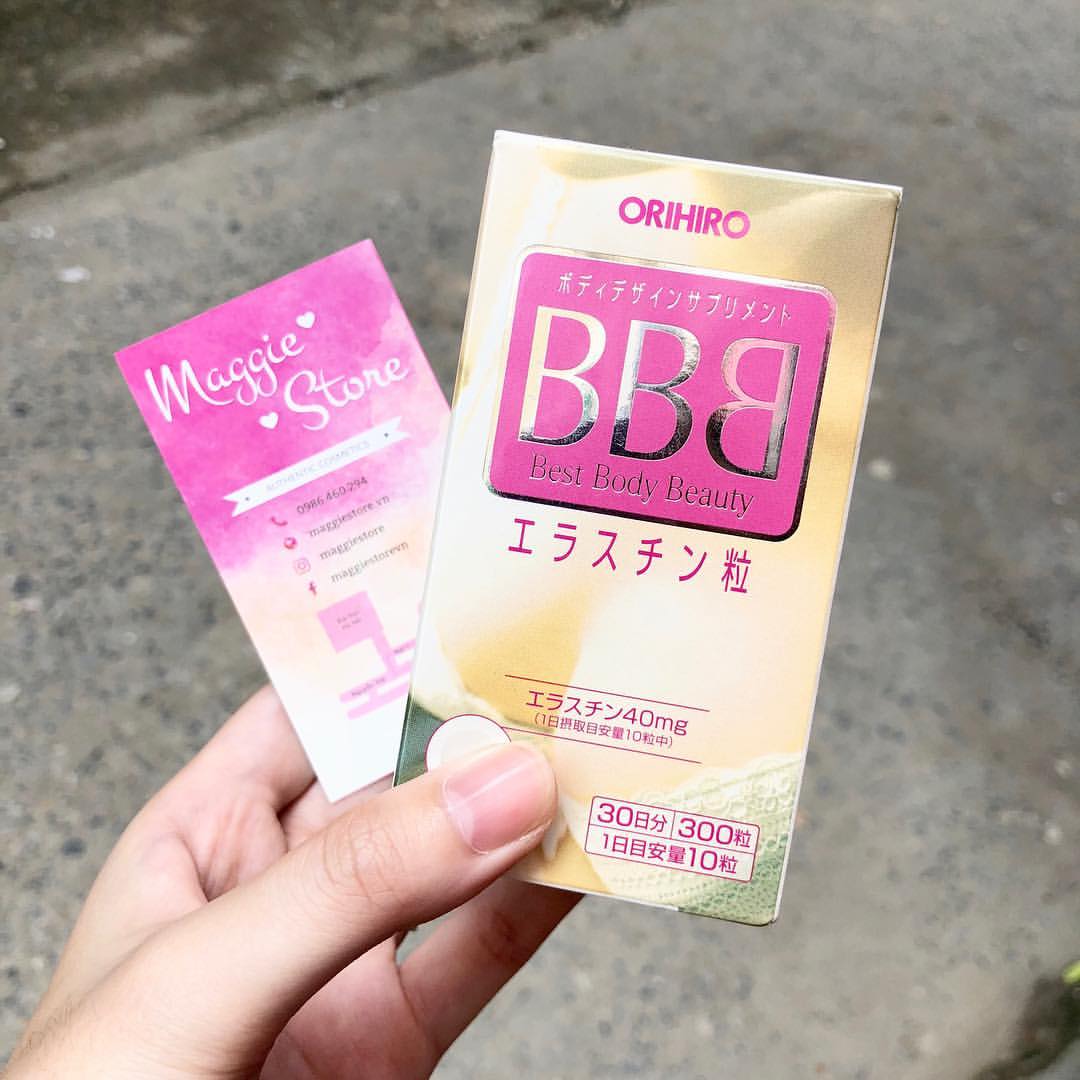 Maggie
Store
AUTHENTIC COSMETICS
0986.460.294
maggiestore.vn
maggiestore
maggiestorevn
ORIHIRO
ボディデザインサプリメント
BBB
Best Body Beauty
エラスチン粒
エラスチン40mg
(1日摂取目安量10粒中)
30日分 300粒
1日目安量10粒